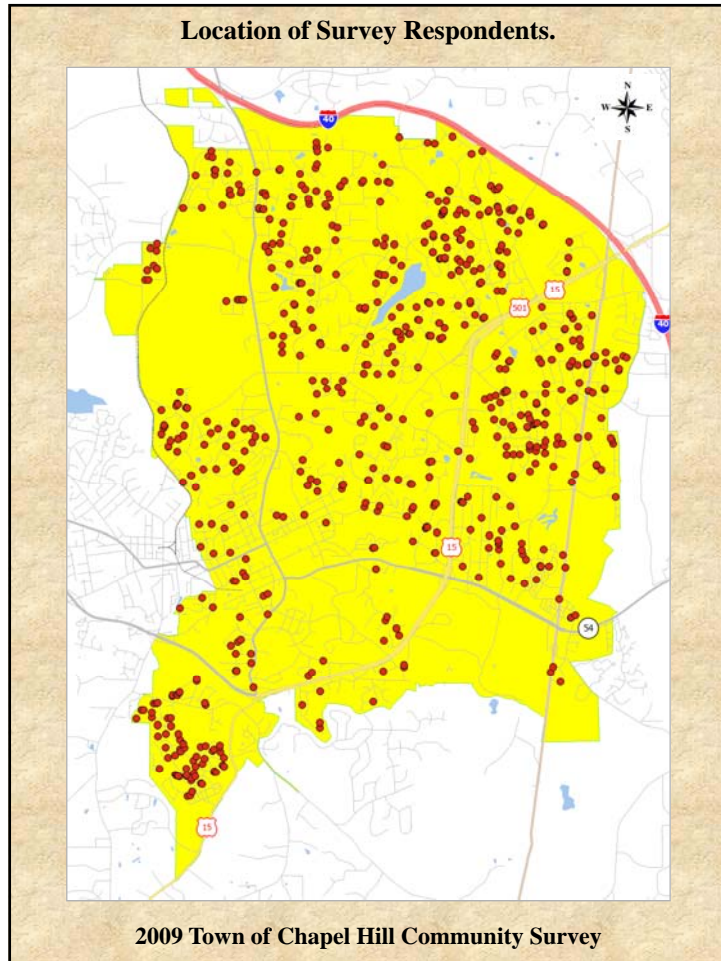 Location of Survey Respondents.
N
W E
S
40
15
501
40
15
54
15
2009 Town of Chapel Hill Community Survey